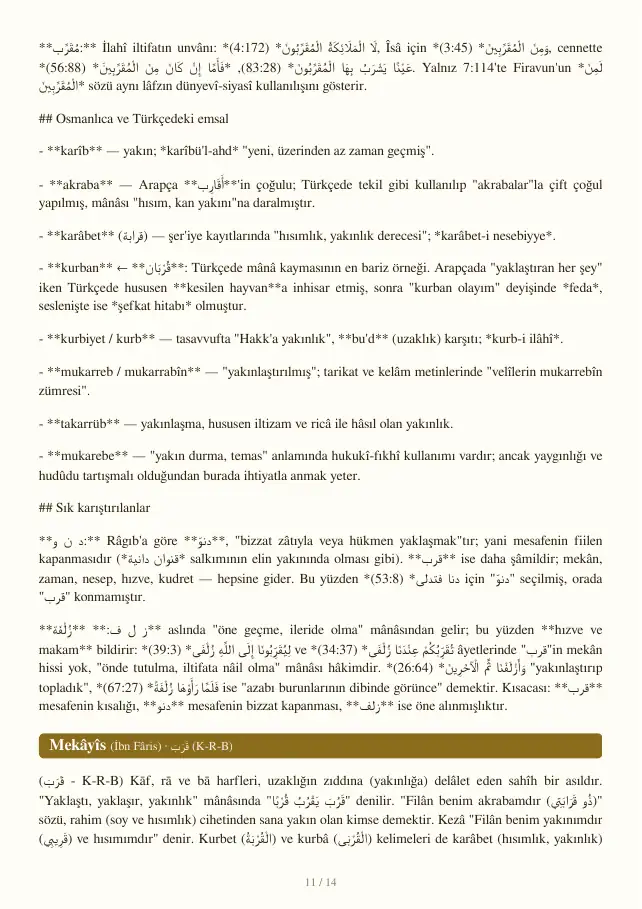 **مُقَرَّب:** İlahî iltifatın unvânı: *(4:172) *لَا الْمَلَائِكَةُ الْمُقَرَّبُونَ, Îsâ için *(3:45) *وَمِنَ الْمُقَرَّبِينَ, cennette
*(56:88) *فَأَمَّا إِنْ كَانَ مِنَ الْمُقَرَّبِينَ, *(83:28) *عَيْنًا يَشْرَبُ بِهَا الْمُقَرَّبُونَ. Yalnız 7:114'te Firavun'un *لَمِنَ
الْمُقَرَّبِينَ* sözü aynı lâfzın dünyevî-siyasî kullanılışını gösterir.
## Osmanlıca ve Türkçedeki emsal
- **karîb** — yakın; *karîbü'l-ahd* "yeni, üzerinden az zaman geçmiş".
- **akraba** — Arapça **أَقَارِب**'in çoğulu; Türkçede tekil gibi kullanılıp "akrabalar"la çift çoğul
yapılmış, mânâsı "hısım, kan yakını"na daralmıştır.
- **karâbet** (قرابة) — şer'iye kayıtlarında "hısımlık, yakınlık derecesi"; *karâbet-i nesebiyye*.
- **kurban** ← **قُرْبَان**: Türkçede mânâ kaymasının en bariz örneği. Arapçada "yaklaştıran her şey"
iken Türkçede hususen **kesilen hayvan**a inhisar etmiş, sonra "kurban olayım" deyişinde *feda*,
seslenişte ise *şefkat hitabı* olmuştur.
- **kurbiyet / kurb** — tasavvufta "Hakk'a yakınlık", **bu'd** (uzaklık) karşıtı; *kurb-i ilâhî*.
- **mukarreb / mukarrabîn** — "yakınlaştırılmış"; tarikat ve kelâm metinlerinde "velîlerin mukarrebîn
zümresi".
- **takarrüb** — yakınlaşma, hususen iltizam ve ricâ ile hâsıl olan yakınlık.
- **mukarebe** — "yakın durma, temas" anlamında hukukî-fıkhî kullanımı vardır; ancak yaygınlığı ve
hudûdu tartışmalı olduğundan burada ihtiyatla anmak yeter.
## Sık karıştırılanlar
**د ن و:** Râgıb'a göre **دنوّ**, "bizzat zâtıyla veya hükmen yaklaşmak"tır; yani mesafenin fiilen
kapanmasıdır (*قنوان دانية* salkımının elin yakınında olması gibi). **قرب** ise daha şâmildir; mekân,
zaman, nesep, hızve, kudret — hepsine gider. Bu yüzden *(53:8) *دنا فتدلى için "دنوّ" seçilmiş, orada
"قرب" konmamıştır.
**ز ل ف:** **زُلْفَة** aslında "öne geçme, ileride olma" mânâsından gelir; bu yüzden **hızve ve
makam** bildirir: *(39:3) *لِيُقَرِّبُونَا إِلَى اللَّهِ زُلْفَى ve *(34:37) *تُقَرِّبُكُمْ عِنْدَنَا زُلْفَى âyetlerinde "قرب"in mekân
hissi yok, "önde tutulma, iltifata nâil olma" mânâsı hâkimdir. *(26:64) *وَأَزْلَفْنَا ثَمَّ الْآخَرِينَ "yakınlaştırıp
topladık", *(67:27) *فَلَمَّا رَأَوْهُ زُلْفَةً ise "azabı burunlarının dibinde görünce" demektir. Kısacası: **قرب**
mesafenin kısalığı, **دنو** mesafenin bizzat kapanması, **زلف** ise öne alınmışlıktır.
Mekâyîs (İbn Fâris) · قَرَبَ (K-R-B)
(قَرَبَ - K-R-B) Kāf, râ ve bâ harfleri, uzaklığın zıddına (yakınlığa) delâlet eden sahîh bir asıldır.
"Yaklaştı, yaklaşır, yakınlık" mânâsında "قَرُبَ يَقْرُبُ قُرْبًا" denilir. "Filân benim akrabamdır (ذُو قَرَابَتِي)"
sözü, rahim (soy ve hısımlık) cihetinden sana yakın olan kimse demektir. Kezâ "Filân benim yakınımdır
(قَرِيبِي) ve hısımımdır" denir. Kurbet (الْقُرْبَةُ) ve kurbâ (الْقُرْبَى) kelimeleri de karâbet (hısımlık, yakınlık)
11 / 14